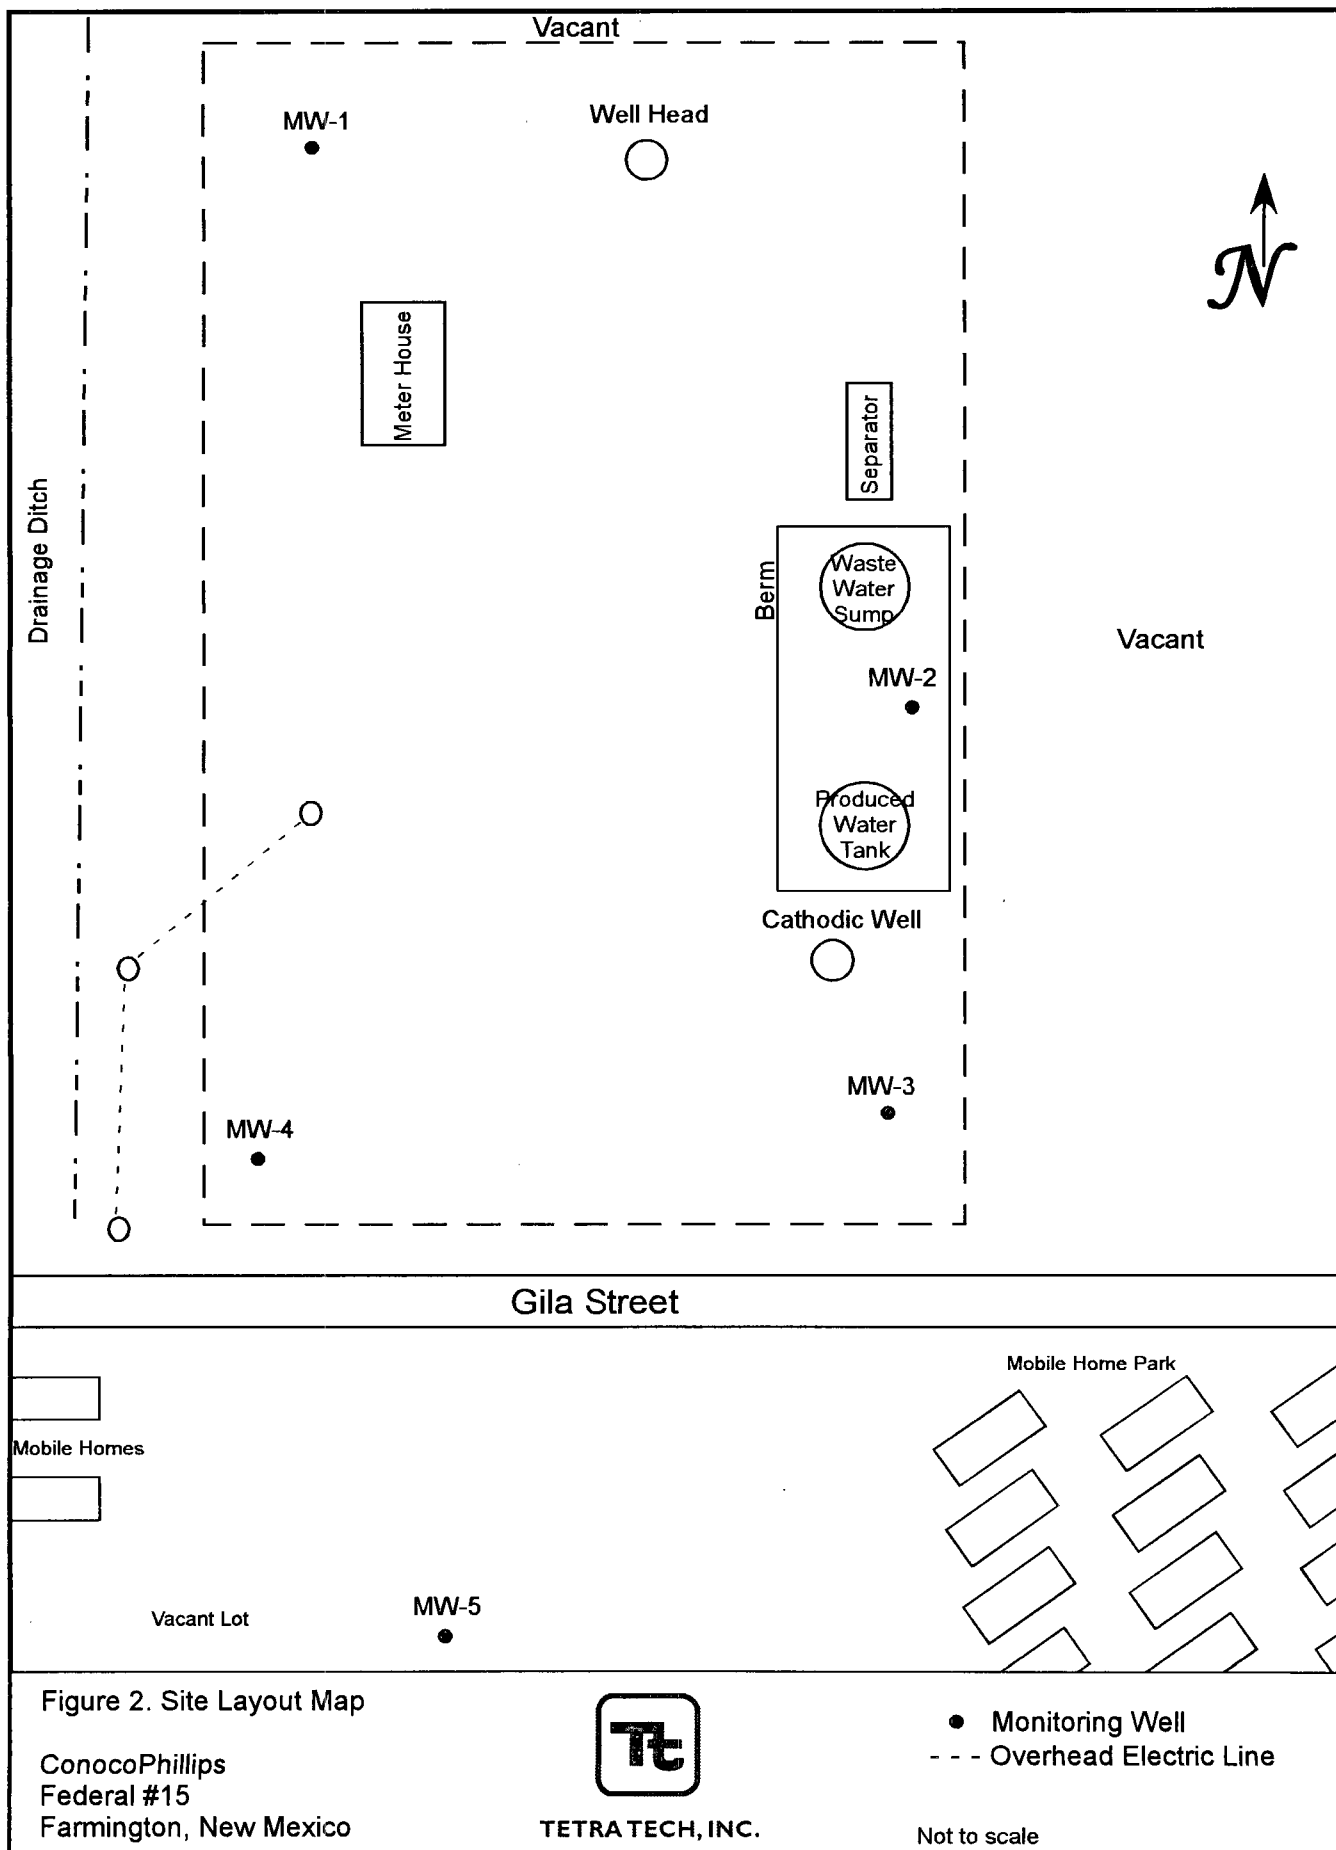 Vacant
MW-1
Well Head
N
Meter House
Separator
Drainage Ditch
Berm
Waste
Water
Sump
Vacant
MW-2
Produced
Water
Tank
Cathodic Well
MW-3
MW-4
Gila Street
Mobile Home Park
Mobile Homes
MW-5
Vacant Lot
Figure 2. Site Layout Map
ConocoPhillips
Federal #15
Farmington, New Mexico
Tt
TETRA TECH, INC.
Monitoring Well
Overhead Electric Line
Not to scale